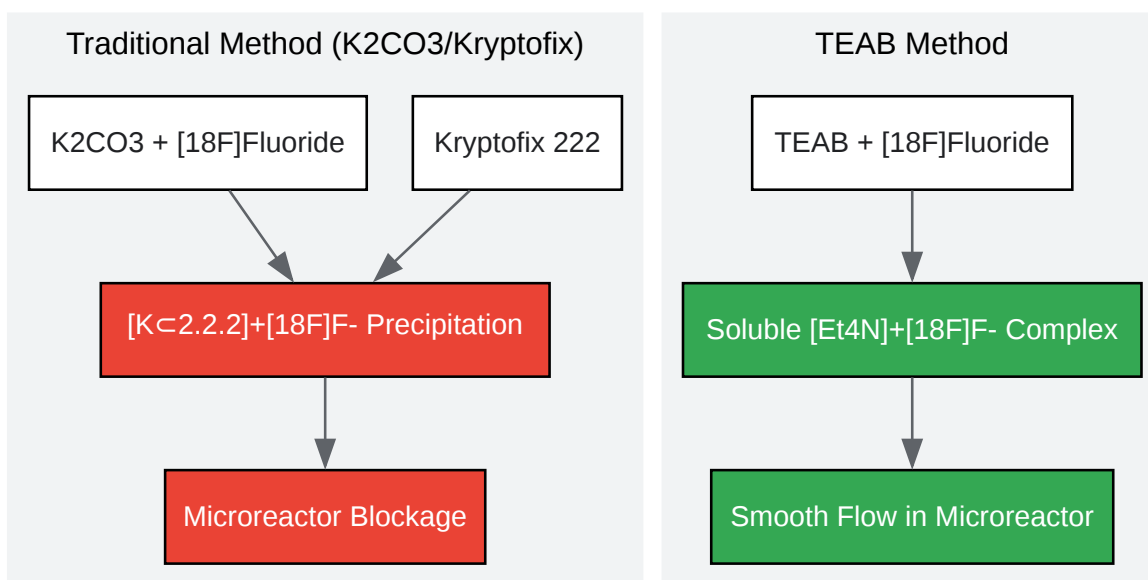 Traditional Method (K2CO3/Kryptofix)
K2CO3 + [18F]Fluoride
Kryptofix 222
[K⊂2.2.2]+[18F]F- Precipitation
Microreactor Blockage
TEAB Method
TEAB + [18F]Fluoride
Soluble [Et4N]+[18F]F- Complex
Smooth Flow in Microreactor